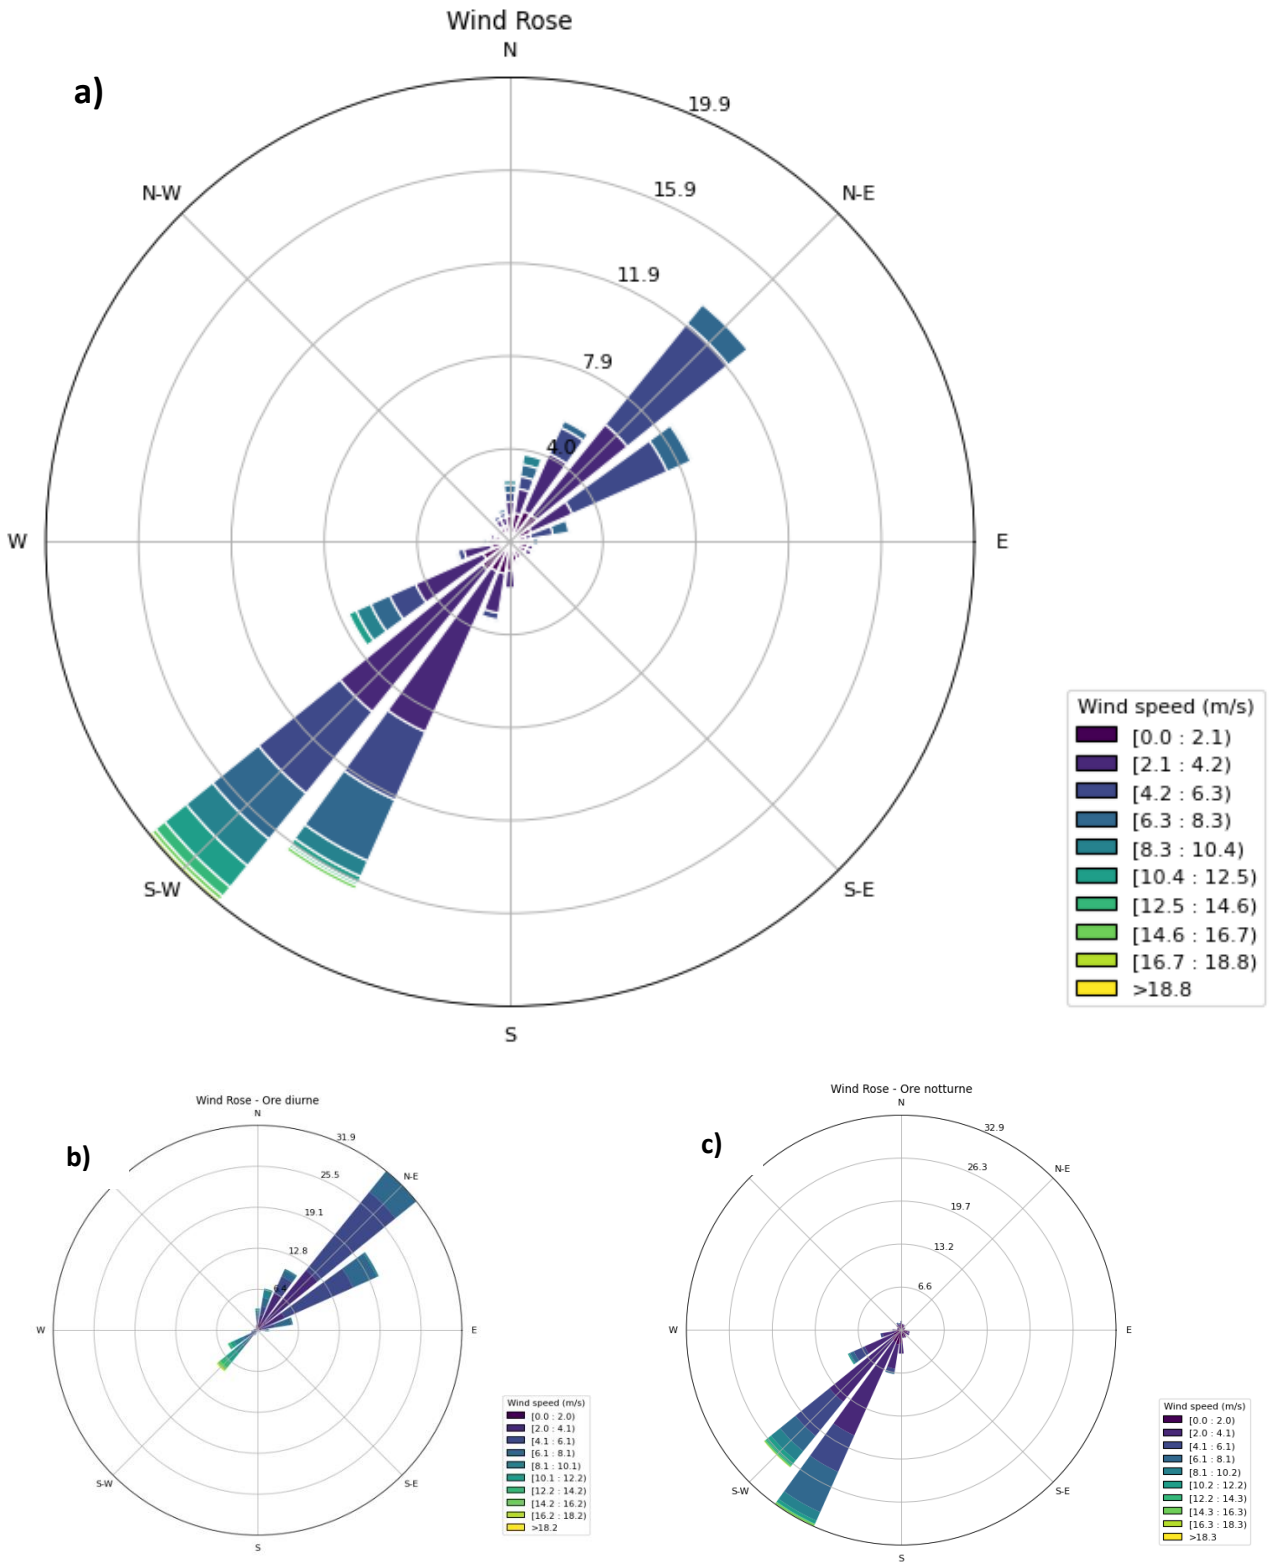 Wind Rose
N
a)
19.9
15.9
N-W
N-E
11.9
7.9
4.0
W
E
S-W
S-E
S
Wind speed (m/s)
[0.0 : 2.1)
[2.1 : 4.2)
[4.2 : 6.3)
[6.3 : 8.3)
[8.3 : 10.4)
[10.4 : 12.5)
[12.5 : 14.6)
[14.6 : 16.7)
[16.7 : 18.8)
>18.8
Wind Rose - Ore diurne
N
b)
31.9
25.5
N-E
19.1
12.8
6.4
W
E
S-W
S-E
S
Wind speed (m/s)
[0.0 : 2.0)
[2.0 : 4.1)
[4.1 : 6.1)
[6.1 : 8.1)
[8.1 : 10.1)
[10.1 : 12.2)
[12.2 : 14.2)
[14.2 : 16.2)
[16.2 : 18.2)
>18.2
Wind Rose - Ore notturne
N
c)
32.9
26.3
N-E
19.7
13.2
6.6
W
E
S-W
S-E
S
Wind speed (m/s)
[0.0 : 2.0)
[2.0 : 4.1)
[4.1 : 6.1)
[6.1 : 8.1)
[8.1 : 10.2)
[10.2 : 12.2)
[12.2 : 14.3)
[14.3 : 16.3)
[16.3 : 18.3)
>18.3